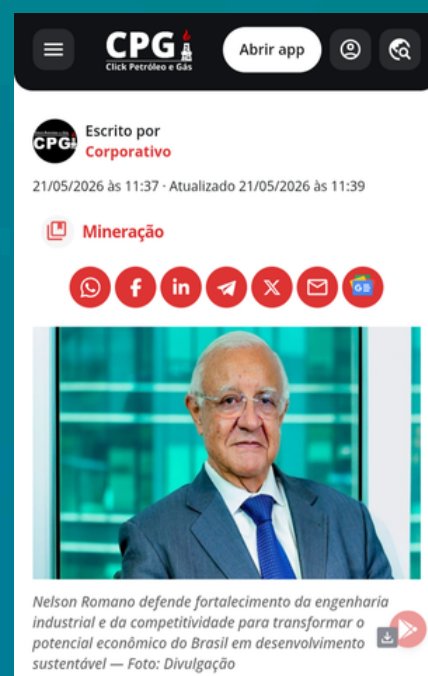 CPG
Click Petróleo e Gás
Abrir app
CPG
Escrito por
Corporativo
21/05/2026 às 11:37 · Atualizado 21/05/2026 às 11:39
Mineração
Nelson Romano defende fortalecimento da engenharia
industrial e da competitividade para transformar o
potencial econômico do Brasil em desenvolvimento
sustentável — Foto: Divulgação